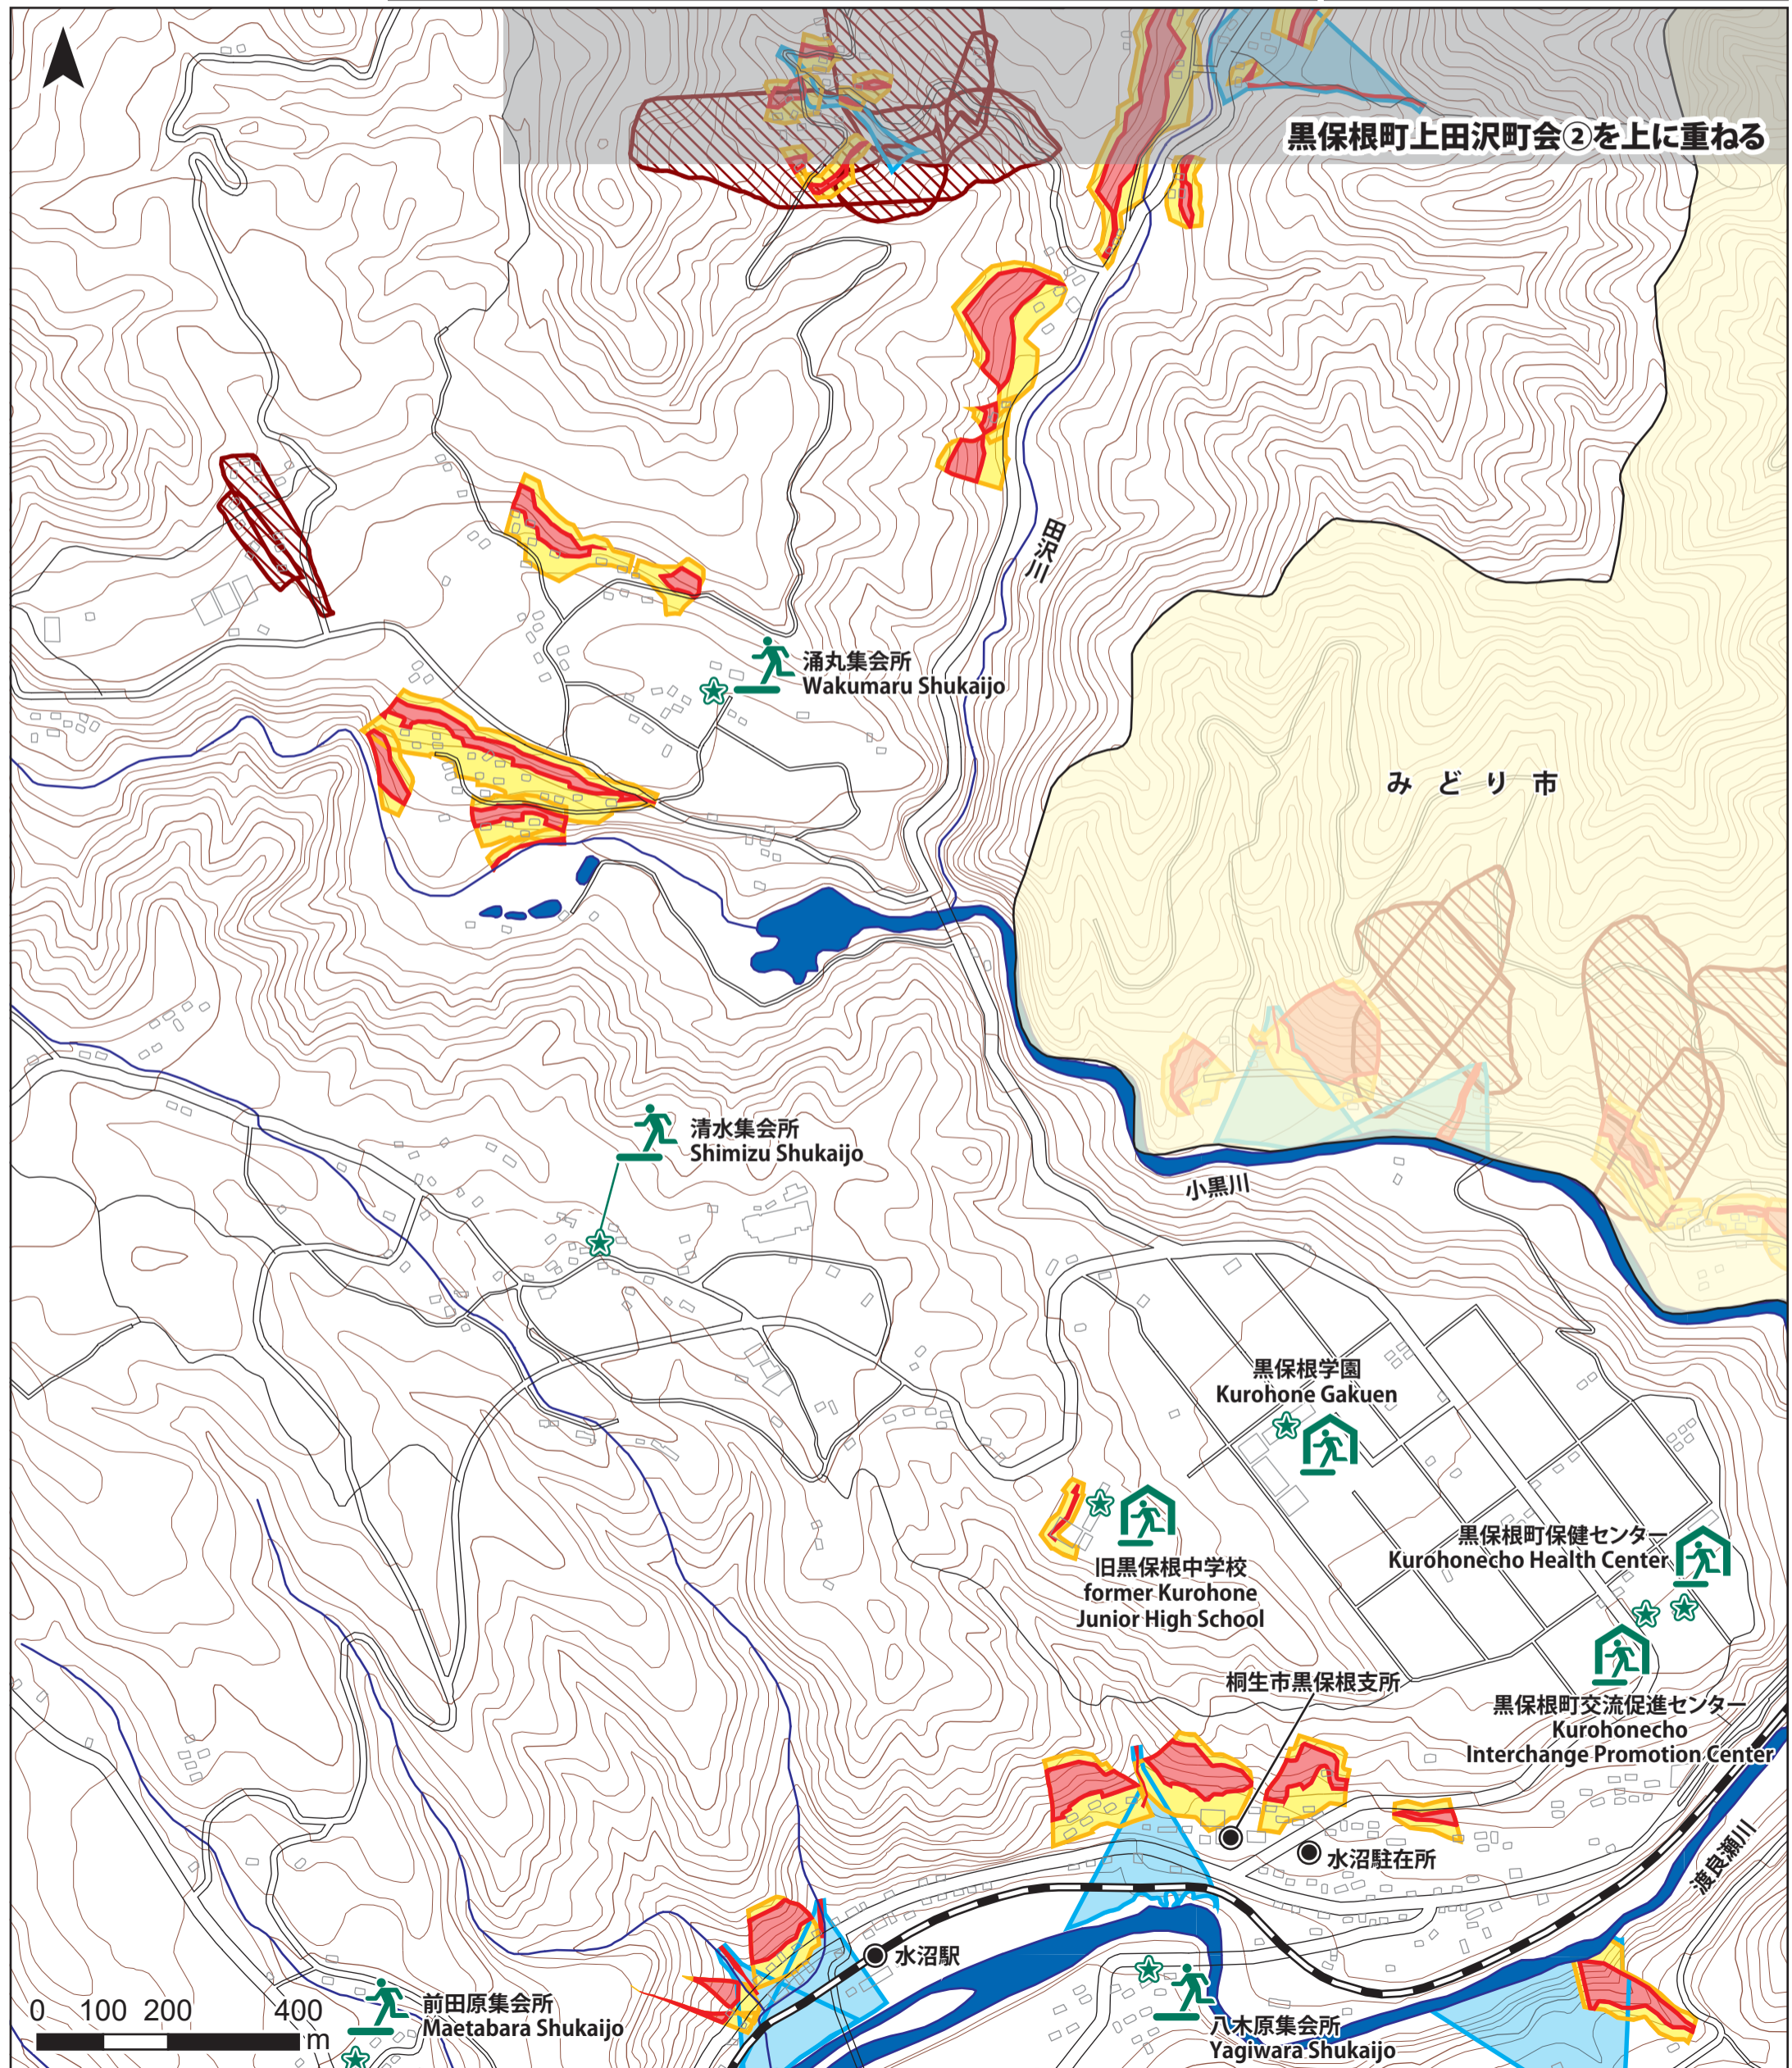 黒保根町上田沢町会②を上に重ねる
田沢川
涌丸集会所
Wakumaru Shukaijo
みどり市
清水集会所
Shimizu Shukaijo
小黒川
黒保根学園
Kurohone Gakuen
旧黒保根中学校
former Kurohone
Junior High School
黒保根町保健センター
Kurohonecho Health Center
黒保根町交流促進センター
Kurohonecho
Interchange Promotion Center
桐生市黒保根支所
水沼駐在所
渡良瀬川
水沼駅
八木原集会所
Yagiwara Shukaijo
前田原集会所
Maetabara Shukaijo
0 100 200 400
m